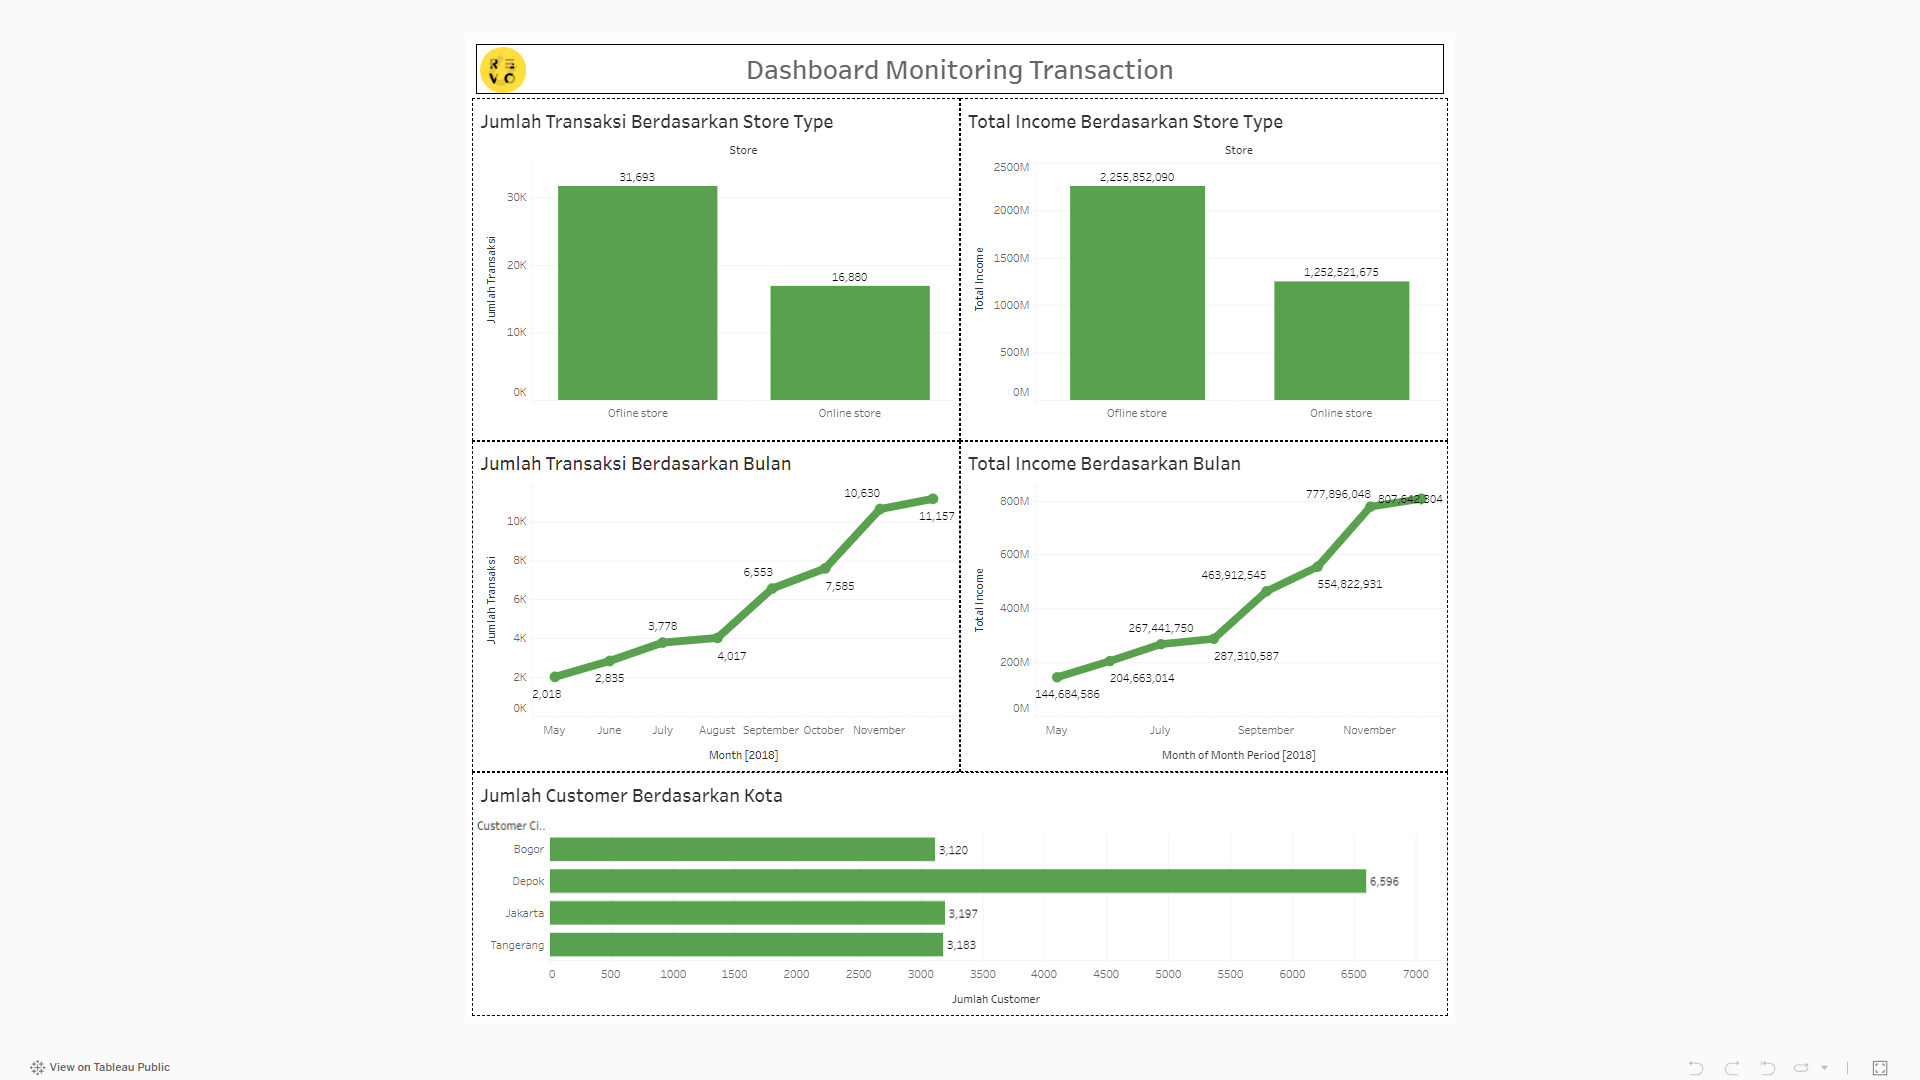 R E
V O
Dashboard Monitoring Transaction
Jumlah Transaksi Berdasarkan Store Type
Store
Jumlah Transaksi
30K
20K
10K
0K
31,693
16,880
Ofline store
Online store
Total Income Berdasarkan Store Type
Store
Total Income
2500M
2000M
1500M
1000M
500M
0M
2,255,852,090
1,252,521,675
Ofline store
Online store
Jumlah Transaksi Berdasarkan Bulan
Jumlah Transaksi
10K
8K
6K
4K
2K
0K
2,018
2,835
3,778
4,017
6,553
7,585
10,630
11,157
May June July August September October November
Month [2018]
Total Income Berdasarkan Bulan
Total Income
800M
600M
400M
200M
0M
144,684,586
204,663,014
267,441,750
287,310,587
463,912,545
554,822,931
777,896,048
807,642,304
May July September November
Month of Month Period [2018]
Jumlah Customer Berdasarkan Kota
Customer Ci..
Bogor 3,120
Depok 6,596
Jakarta 3,197
Tangerang 3,183
0 500 1000 1500 2000 2500 3000 3500 4000 4500 5000 5500 6000 6500 7000
Jumlah Customer
View on Tableau Public